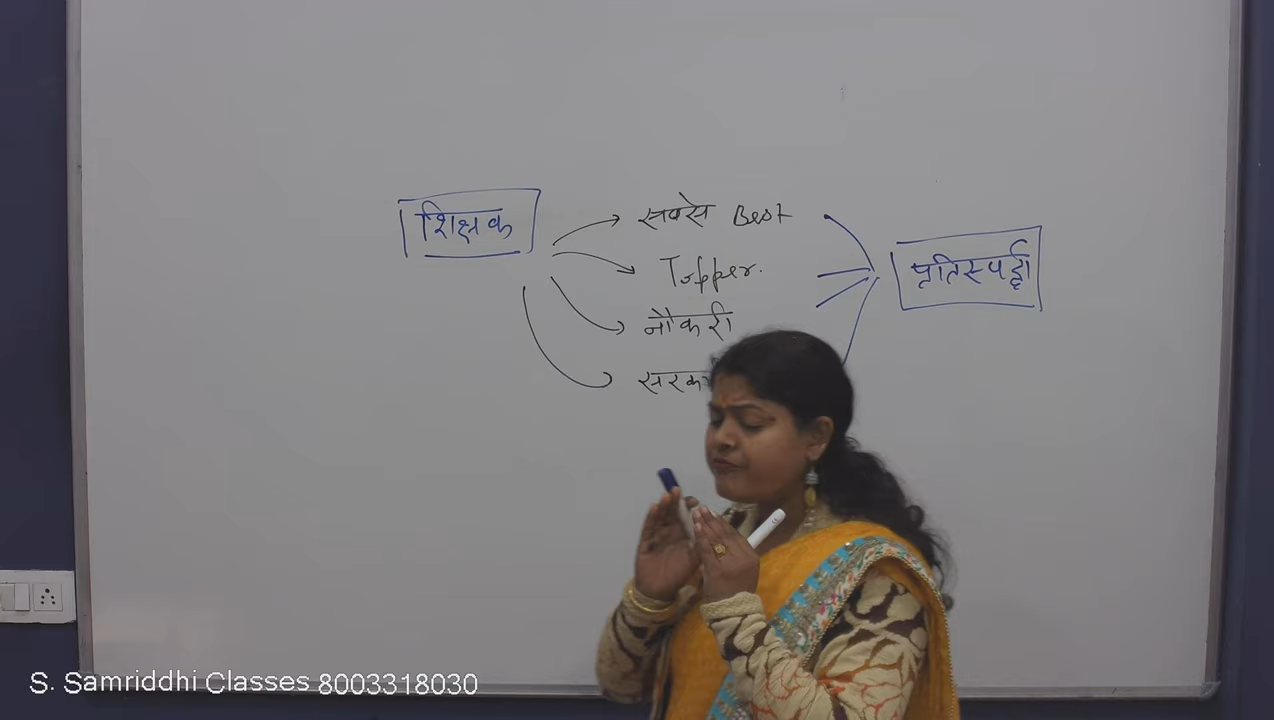 शिक्षक
सबसे Best
Topper.
नौकरी
प्रतिस्पर्द्धा
S. Samriddhi Classes 8003318030